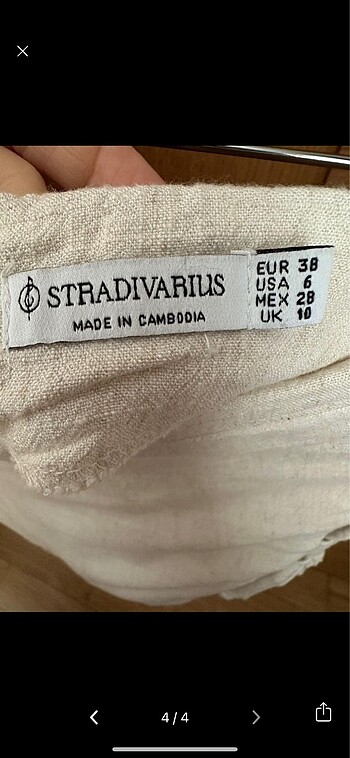 STRADIVARIUS
MADE IN CAMBODIA
EUR 38
USA 6
MEX 28
UK 10
4/4